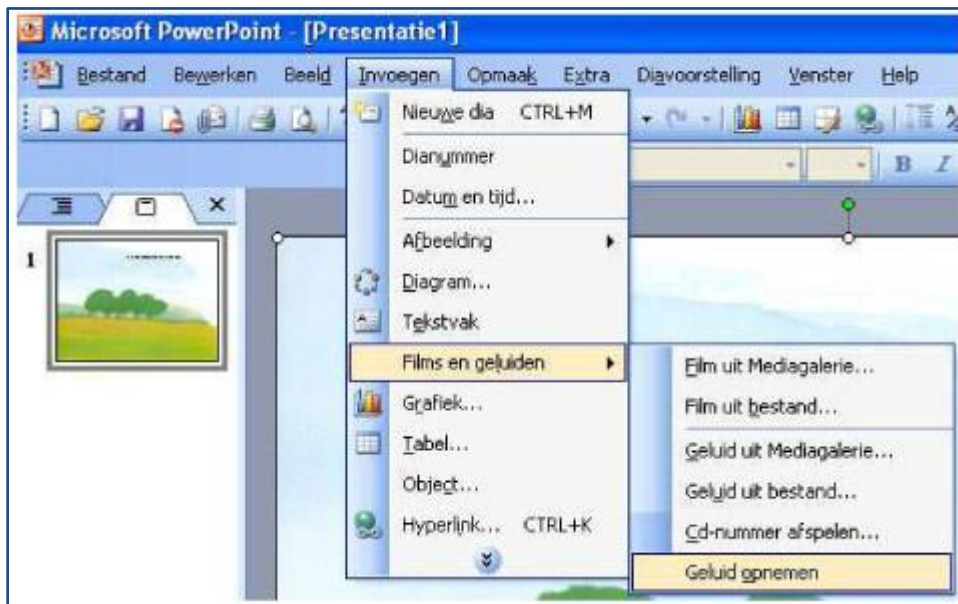 Microsoft PowerPoint - [Presentatie1]
Bestand Bewerken Beeld Invoegen Opmaak Extra Diavoorstelling Venster Help
Nieuwe dia CTRL+M
B I
Dianummer
Datum en tijd...
Afbeelding
1
Diagram...
Tekstvak
Films en geluiden
Film uit Mediagalerie...
Grafiek...
Film uit bestand...
Tabel...
Geluid uit Mediagalerie...
Object...
Geluid uit bestand...
Hyperlink... CTRL+K
Cd-nummer afspelen...
Geluid opnemen